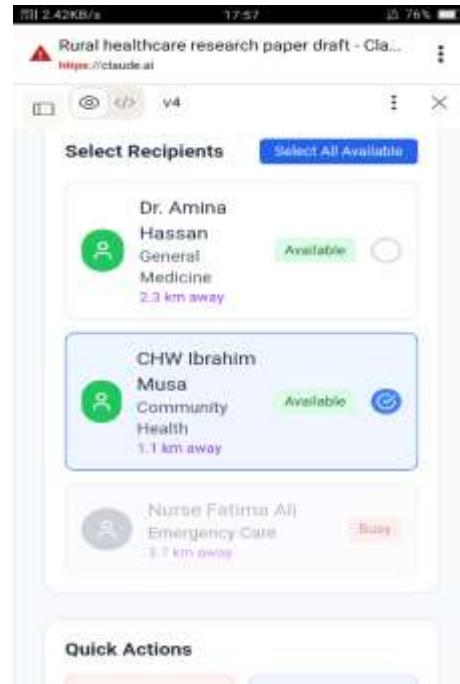 2.42KB/s 17:57 76%
Rural healthcare research paper draft - Cla...
https://claude.ai
v4
Select Recipients Select All Available
Dr. Amina
Hassan
General
Medicine
2.3 km away
Available
CHW Ibrahim
Musa
Community
Health
1.1 km away
Available
Nurse Fatima Ali
Emergency Care
km away
Busy
Quick Actions